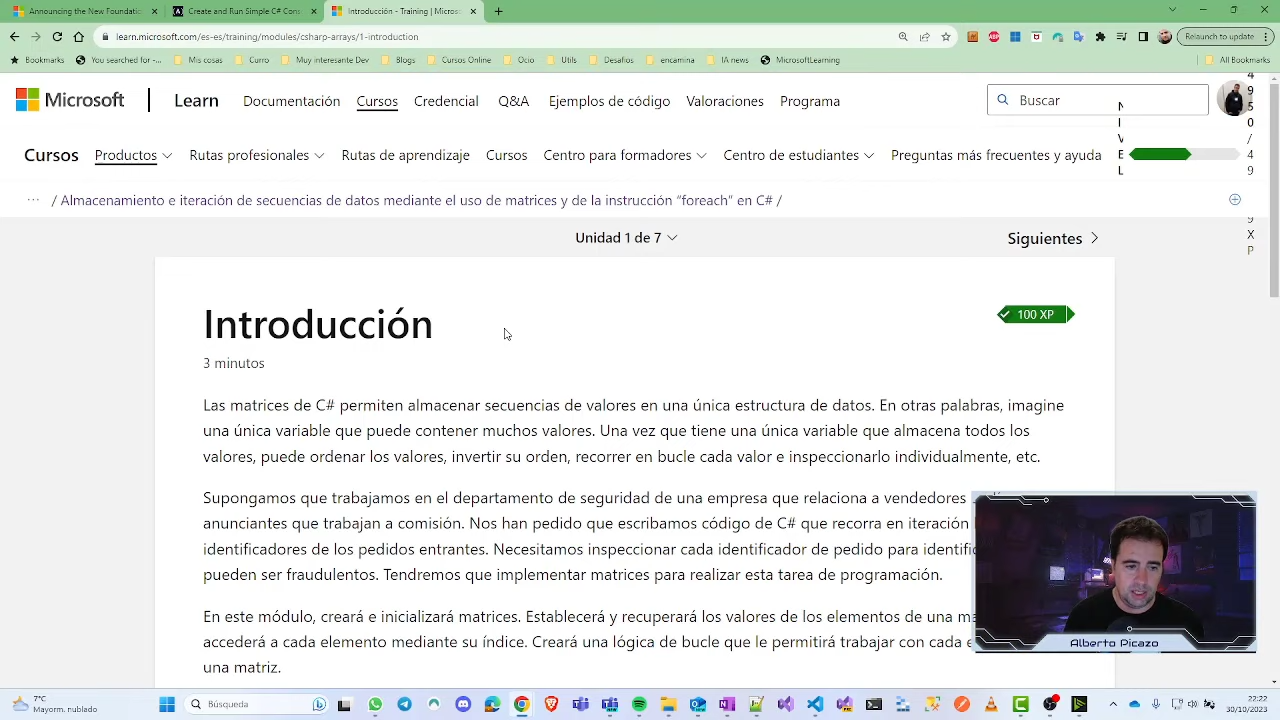 Announcing the New Foundatio
Create and Run Simple C# Cons
Introducción - Training | Micros
learn.microsoft.com/es-es/training/modules/csharp-arrays/1-introduction
Relaunch to update
Bookmarks
You searched for -...
Mis cosas
Curro
Muy interesante Dev
Blogs
Cursos Online
Ocio
Utils
Desafios
encamina
IA news
MicrosoftLearning
All Bookmarks
Microsoft
Learn
Documentación
Cursos
Credencial
Q&A
Ejemplos de código
Valoraciones
Programa
Buscar
Cursos
Productos
Rutas profesionales
Rutas de aprendizaje
Cursos
Centro para formadores
Centro de estudiantes
Preguntas más frecuentes y ayuda
/ Almacenamiento e iteración de secuencias de datos mediante el uso de matrices y de la instrucción “foreach” en C# /
Unidad 1 de 7
Siguientes
Introducción
100 XP
3 minutos
Las matrices de C# permiten almacenar secuencias de valores en una única estructura de datos. En otras palabras, imagine
una única variable que puede contener muchos valores. Una vez que tiene una única variable que almacena todos los
valores, puede ordenar los valores, invertir su orden, recorrer en bucle cada valor e inspeccionarlo individualmente, etc.
Supongamos que trabajamos en el departamento de seguridad de una empresa que relaciona a vendedores
anunciantes que trabajan a comisión. Nos han pedido que escribamos código de C# que recorra en iteración
identificadores de los pedidos entrantes. Necesitamos inspeccionar cada identificador de pedido para identific
pueden ser fraudulentos. Tendremos que implementar matrices para realizar esta tarea de programación.
En este módulo, creará e inicializará matrices. Establecerá y recuperará los valores de los elementos de una ma
accederá a cada elemento mediante su índice. Creará una lógica de bucle que le permitirá trabajar con cada e
una matriz.
Alberto Picazo
7°C
Mayorm. nublado
Búsqueda
22:22
30/10/2023